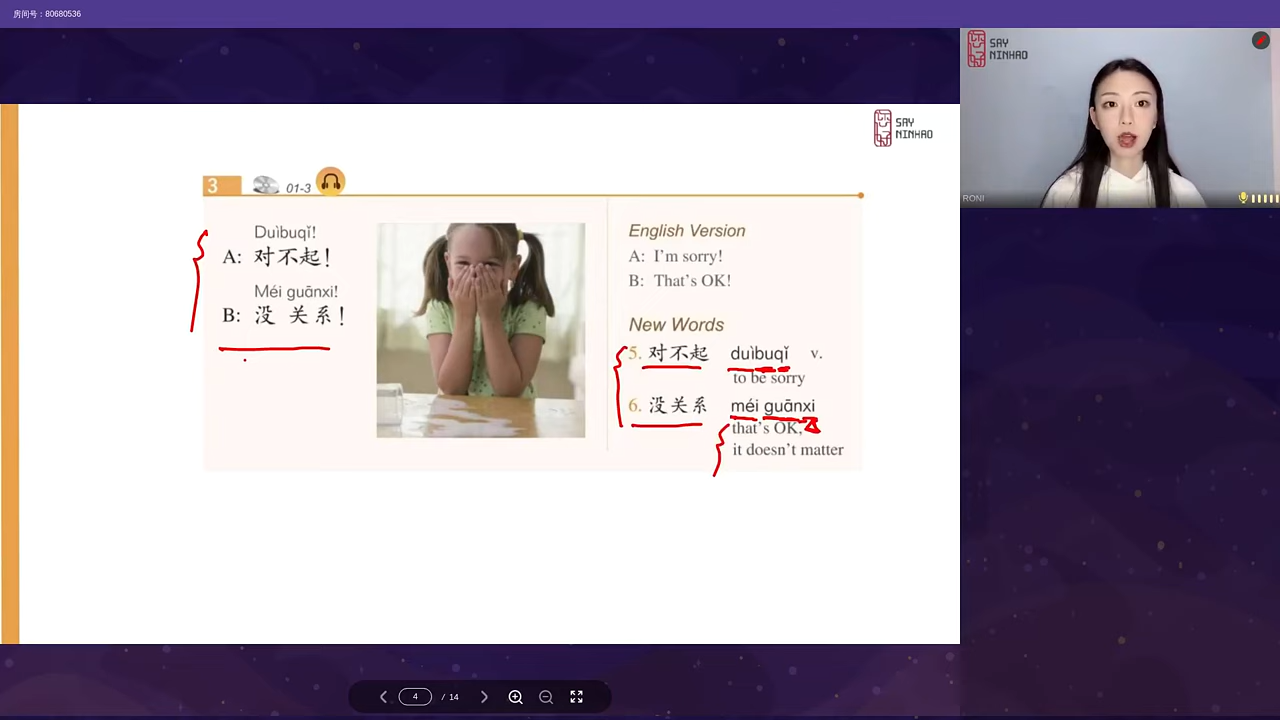 房间号：80680536
SAY
NINHAO
RONI
SAY
NINHAO
3 01-3
Duìbuqǐ!
A: 对不起！
Méi guānxi!
B: 没 关 系！
English Version
A: I'm sorry!
B: That's OK!
New Words
5. 对不起 duìbuqǐ v.
to be sorry
6. 没关系 méi guānxi
that's OK,
it doesn't matter
4 / 14